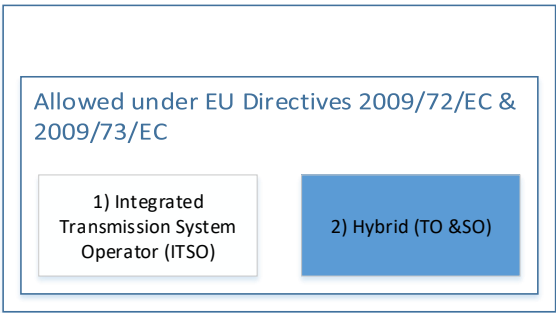 Allowed under EU Directives 2009/72/EC &
2009/73/EC
1) Integrated
Transmission System
Operator (ITSO)
2) Hybrid (TO &SO)